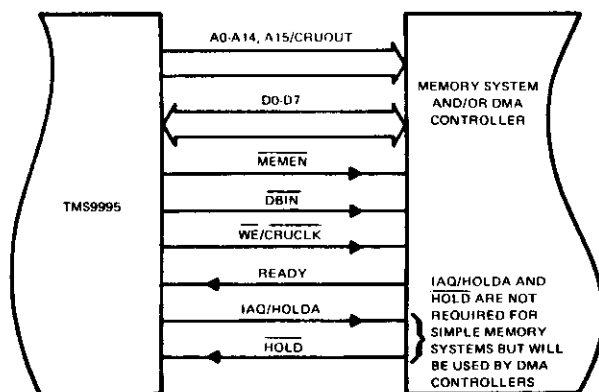 A0-A14, A15/CRUOUT
MEMORY SYSTEM
AND/OR DMA
CONTROLLER
D0-D7
MEMEN
TMS9995
DBIN
WE/CRUCLK
READY
IAQ/HOLDA
HOLD
IAQ/HOLDA AND
HOLD ARE NOT
REQUIRED FOR
SIMPLE MEMORY
SYSTEMS BUT WILL
BE USED BY DMA
CONTROLLERS